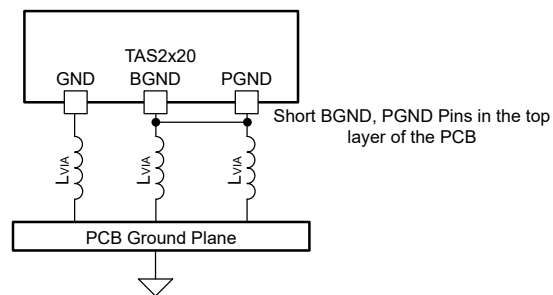 TAS2x20
GND BGND PGND
Short BGND, PGND Pins in the top
layer of the PCB
LVIA LVIA LVIA
PCB Ground Plane